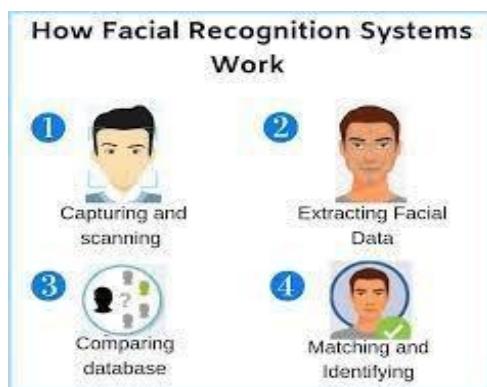 How Facial Recognition Systems
Work
1
Capturing and
scanning
2
Extracting Facial
Data
3
?
Comparing
database
4
Matching and
Identifying